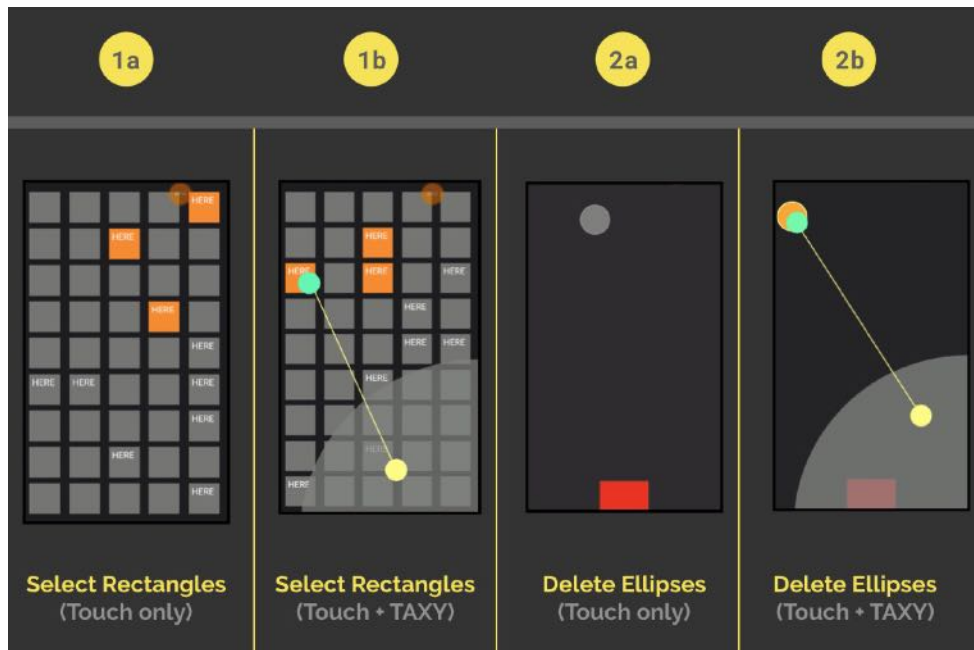 1a
1b
2a
2b
HERE
HERE
HERE
HERE
HERE HERE HERE
HERE
HERE
HERE
HERE
HERE HERE HERE
HERE
HERE HERE
HERE
HERE
HERE
Select Rectangles
(Touch only)
Select Rectangles
(Touch + TAXY)
Delete Ellipses
(Touch only)
Delete Ellipses
(Touch + TAXY)